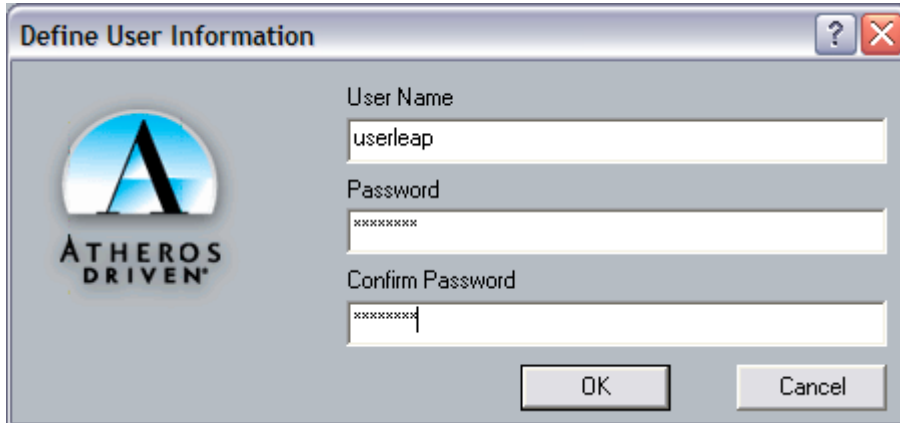 Define User Information
?
User Name
userleap
Password
********
Confirm Password
********
A
ATHEROS
DRIVEN®
OK
Cancel